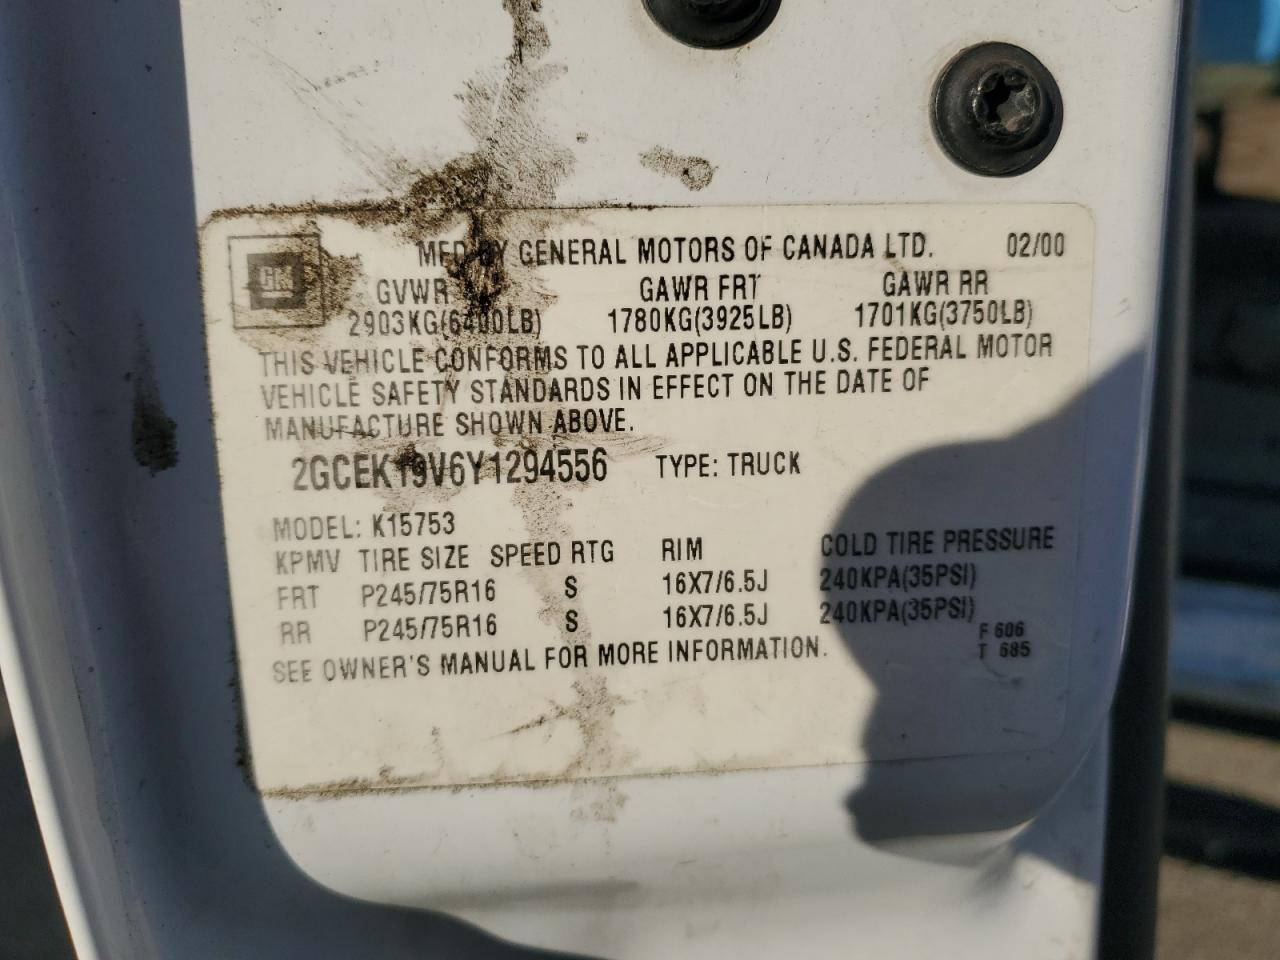 GM
MFD BY GENERAL MOTORS OF CANADA LTD. 02/00
GVWR GAWR FRT GAWR RR
2903KG(6400LB) 1780KG(3925LB) 1701KG(3750LB)
THIS VEHICLE CONFORMS TO ALL APPLICABLE U.S. FEDERAL MOTOR
VEHICLE SAFETY STANDARDS IN EFFECT ON THE DATE OF
MANUFACTURE SHOWN ABOVE.
2GCEK19V6Y1294556 TYPE: TRUCK
MODEL: K15753
KPMV TIRE SIZE SPEED RTG RIM COLD TIRE PRESSURE
FRT P245/75R16 S 16X7/6.5J 240KPA(35PSI)
RR P245/75R16 S 16X7/6.5J 240KPA(35PSI)
SEE OWNER'S MANUAL FOR MORE INFORMATION.
F 606
T 685